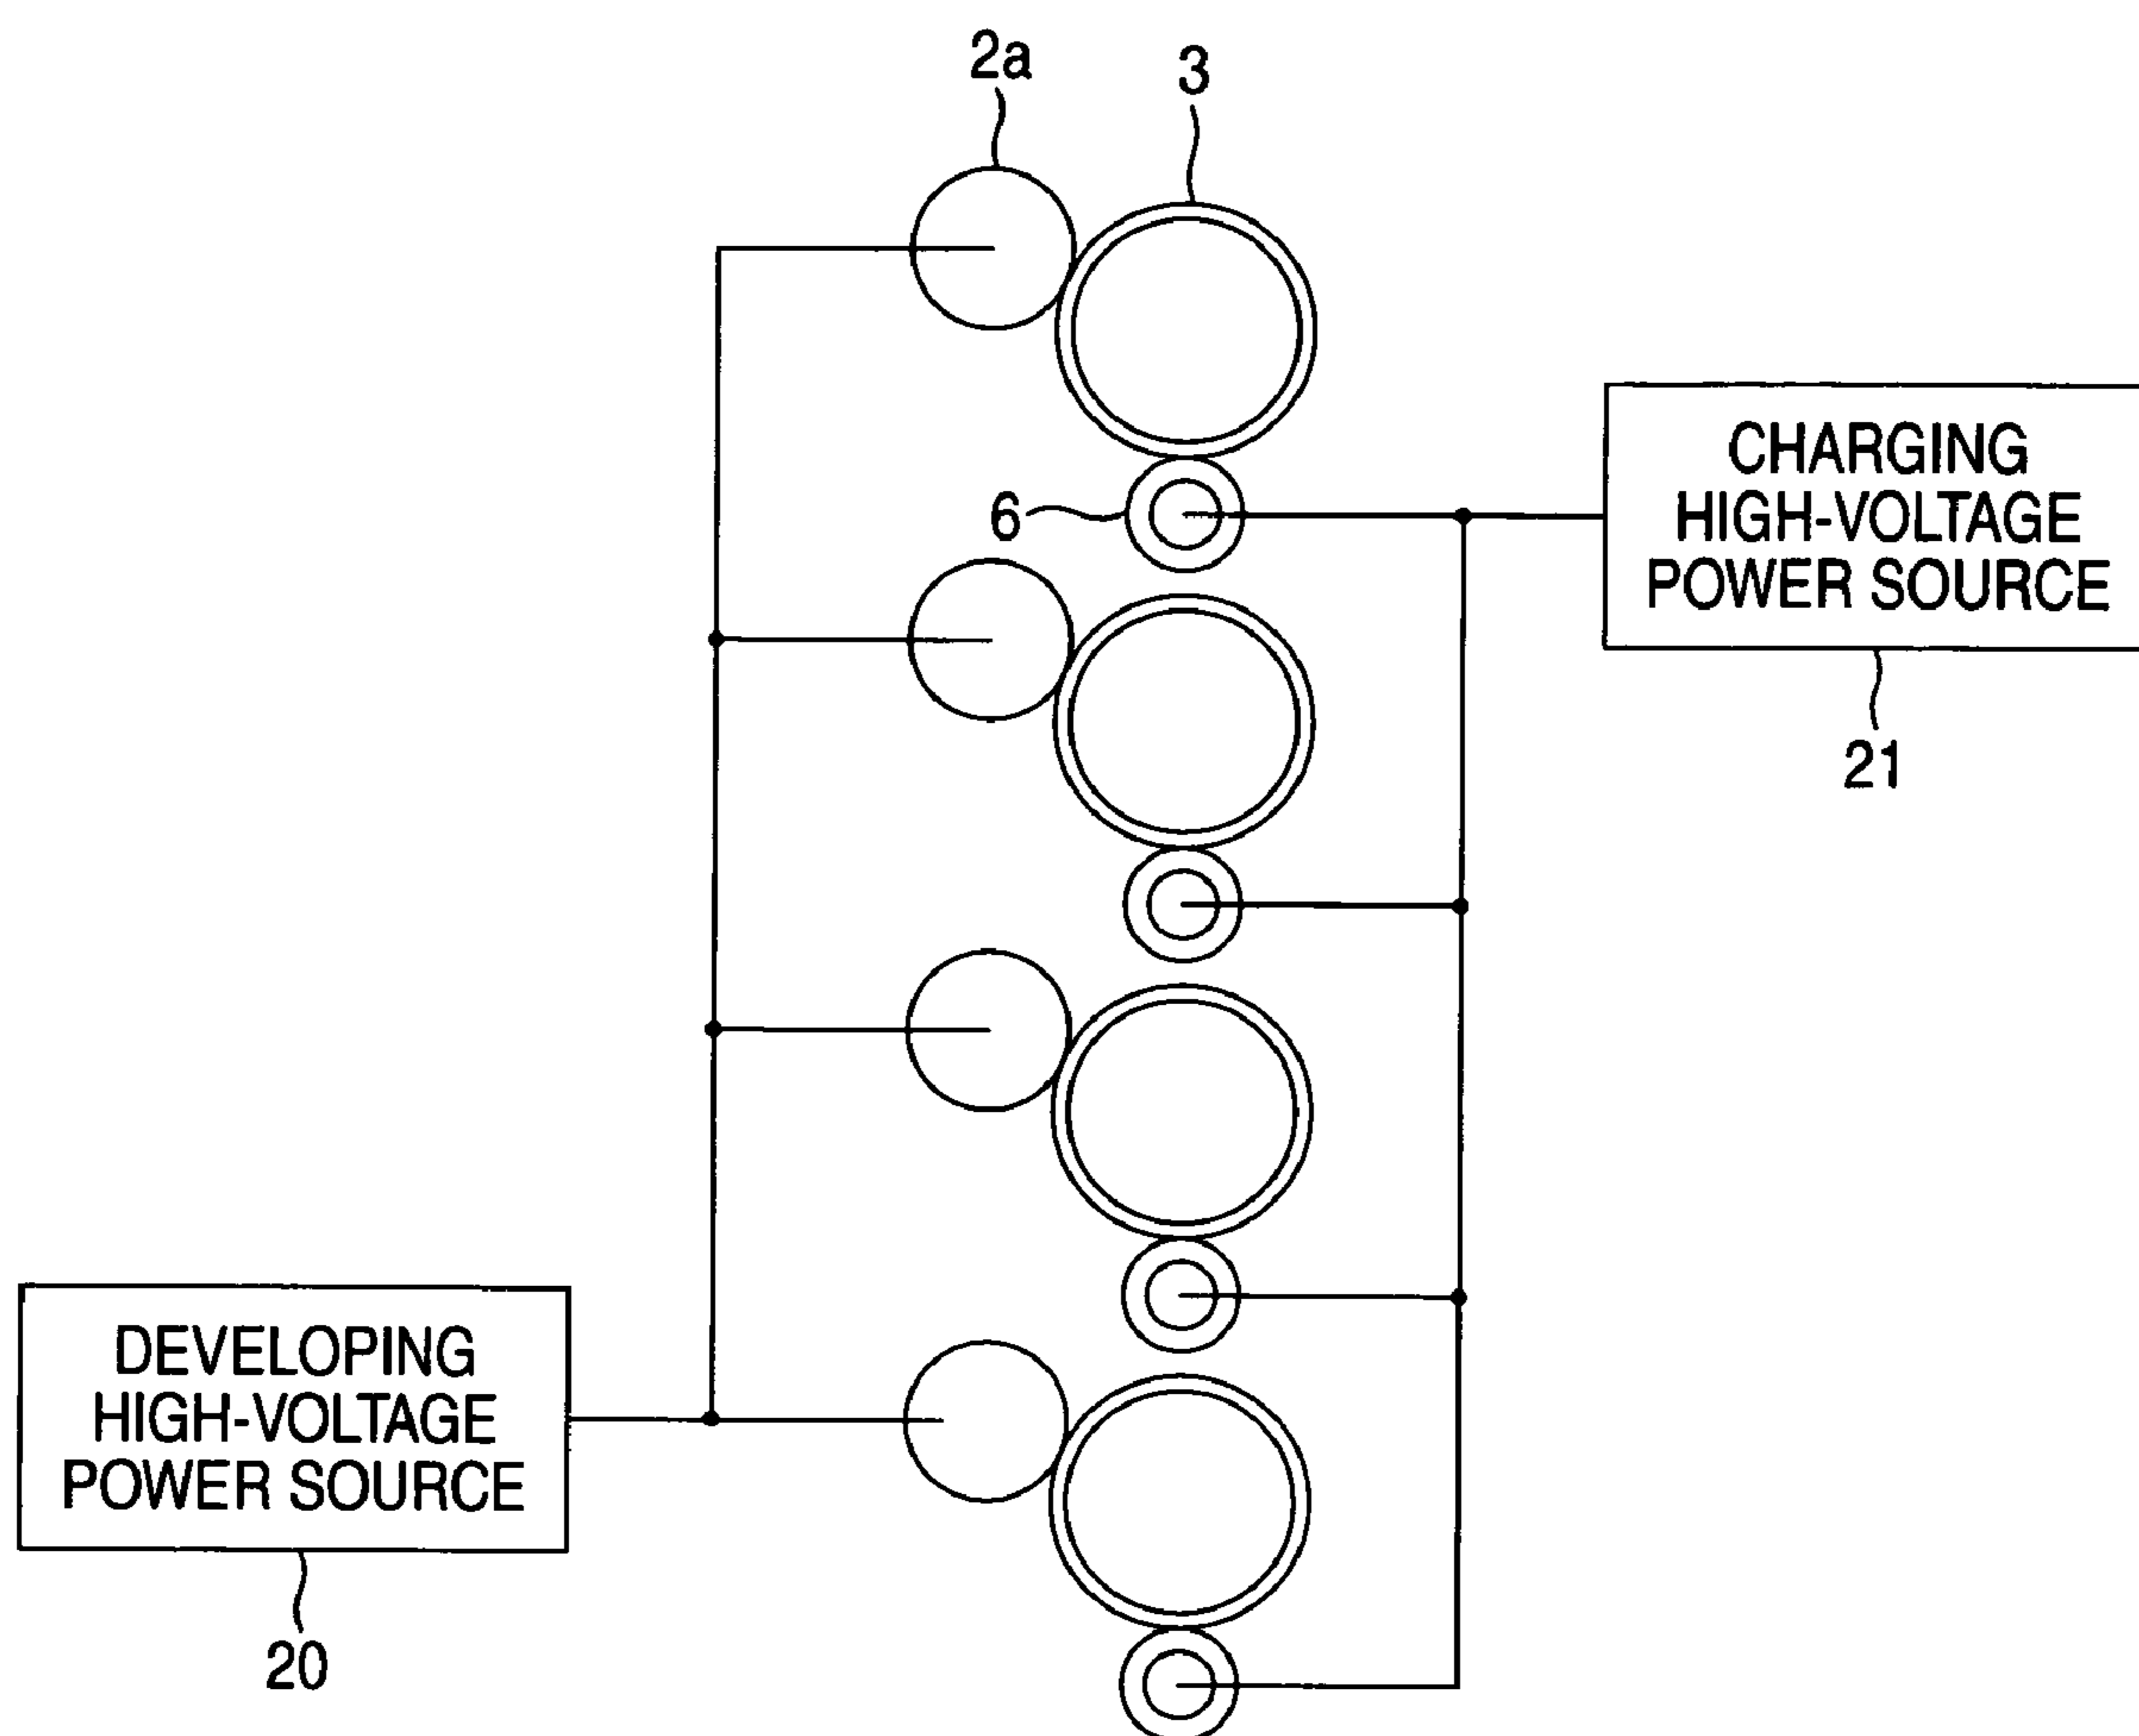 2a
3
6
CHARGING
HIGH-VOLTAGE
POWER SOURCE
21
DEVELOPING
HIGH-VOLTAGE
POWER SOURCE
20